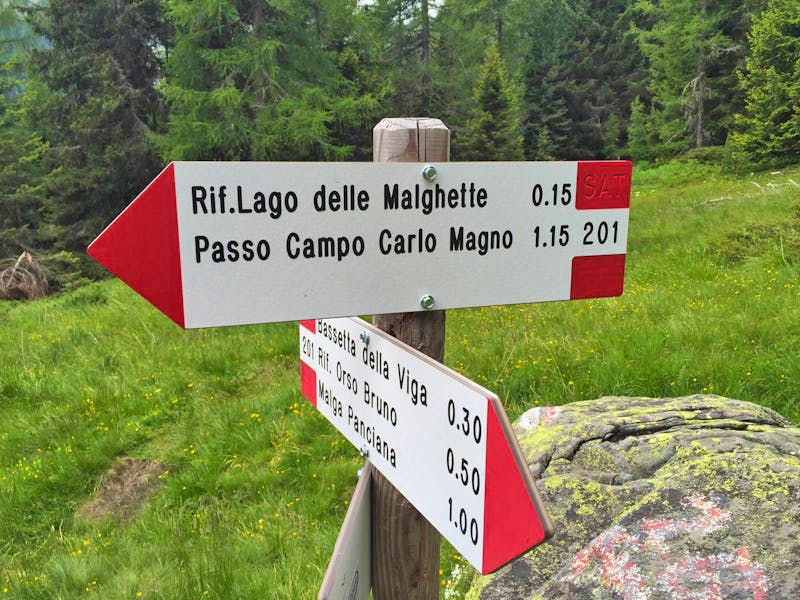 Rif.Lago delle Malghette 0.15 SAT
Passo Campo Carlo Magno 1.15 201
Bassetta della Viga 0.30
201 Rif. Orso Bruno 0.50
Malga Panciana 1.00